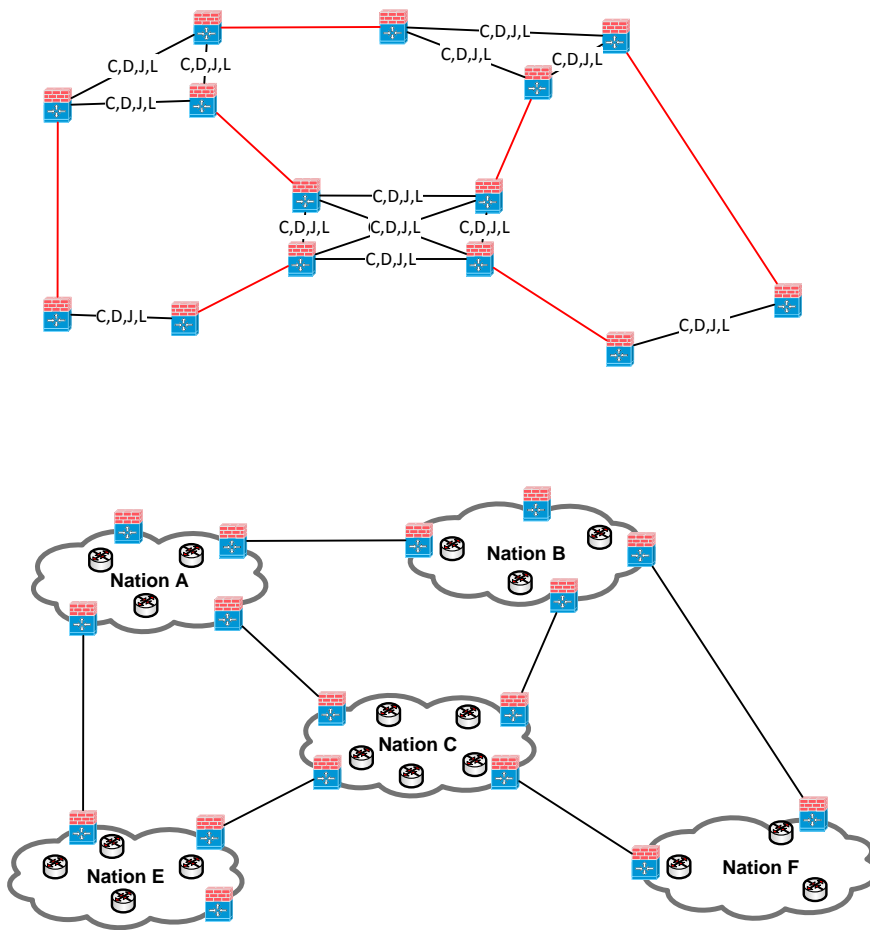 C,D,J,L
C,D,J,L
C,D,J,L
C,D,J,L
C,D,J,L
C,D,J,L
C,D,J,L
C,D,J,L
C,D,J,L
C,D,J,L
C,D,J,L
C,D,J,L
C,D,J,L
Nation A
Nation B
Nation C
Nation E
Nation F